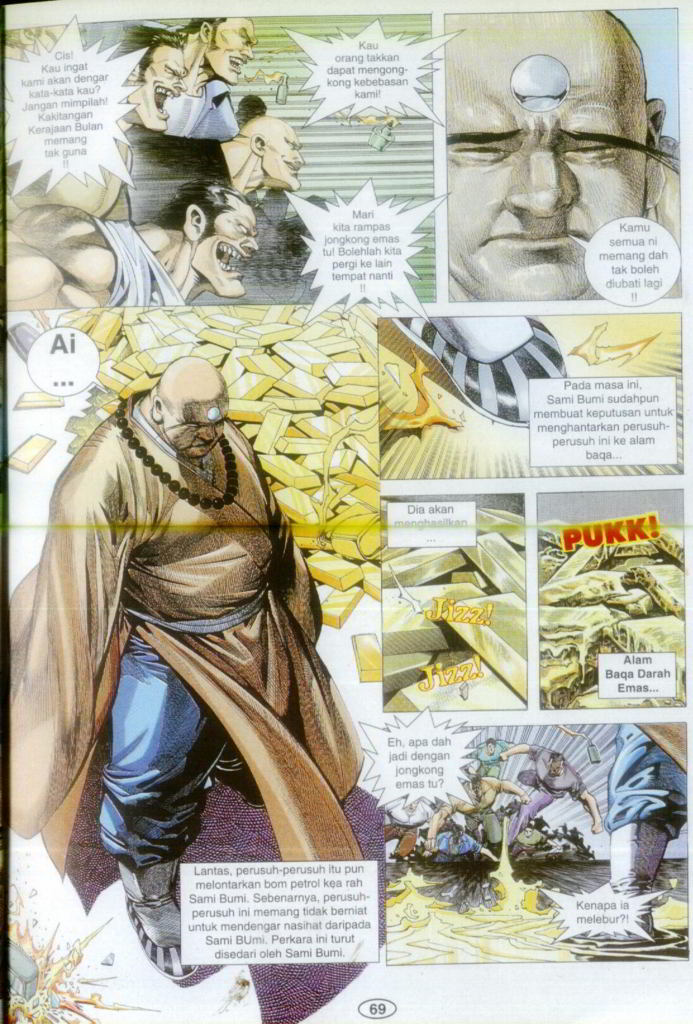 Cis!
Kau ingat
kami akan dengar
kata-kata kau?
Jangan mimpilah!
Kakitangan
Kerajaan Bulan
memang
tak guna
!!
Kau
orang takkan
dapat mengong-
kong kebebasan
kami!
Mari
kita rampas
jongkong emas
tu! Bolehlah kita
pergi ke lain
tempat nanti
!!
Kamu
semua ni
memang dah
tak boleh
diubati lagi
!!
Ai
...
Pada masa ini,
Sami Bumi sudahpun
membuat keputusan untuk
menghantarkan perusuh-
perusuh ini ke alam
baqa...
Dia akan
menghasilkan
...
Jizz!
Jizz!
PUKK!
Alam
Baqa Darah
Emas...
Lantas, perusuh-perusuh itu pun
melontarkan bom petrol kea rah
Sami Bumi. Sebenarnya, perusuh-
perusuh ini memang tidak berniat
untuk mendengar nasihat daripada
Sami BUmi. Perkara ini turut
disedari oleh Sami Bumi.
Eh, apa dah
jadi dengan
jongkong
emas tu?
Kenapa ia
melebur?!
69